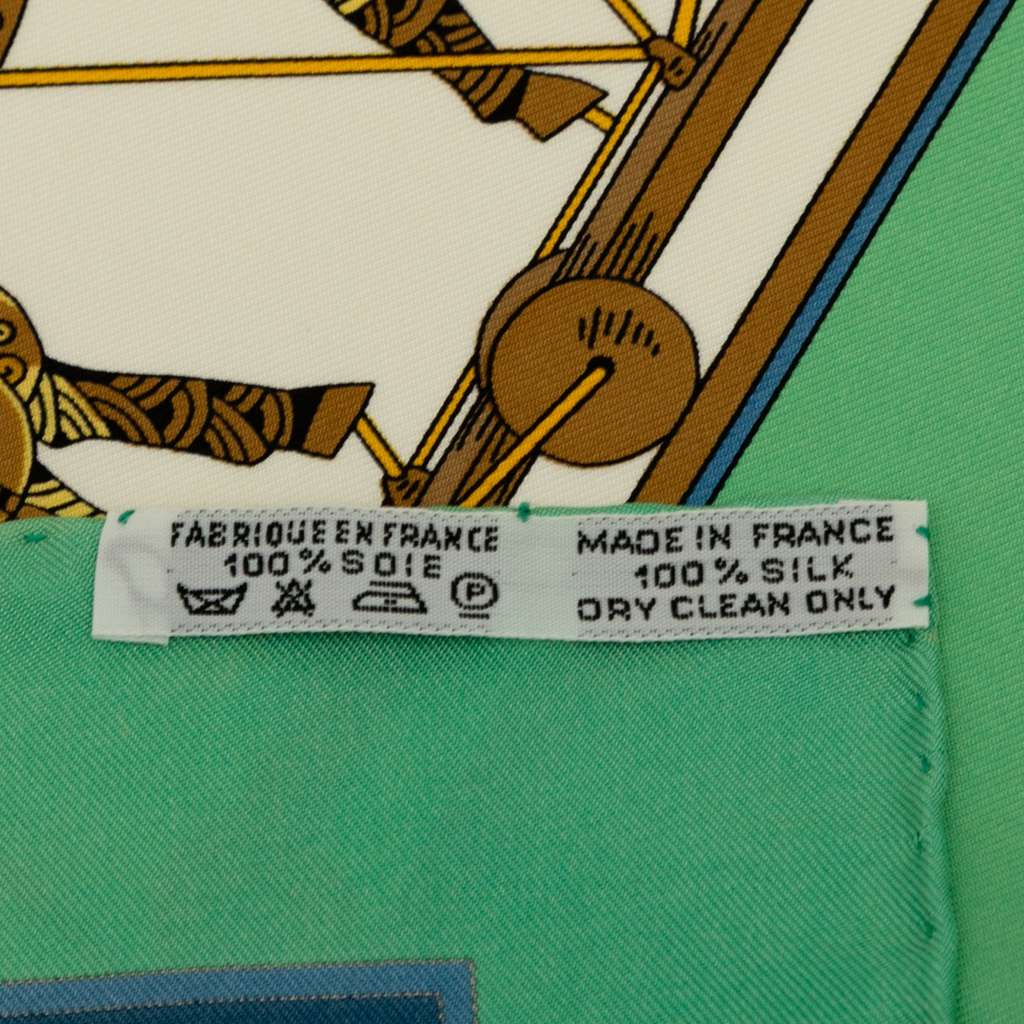 FABRIQUE EN FRANCE
100% SOIE
P
MADE IN FRANCE
100% SILK
DRY CLEAN ONLY